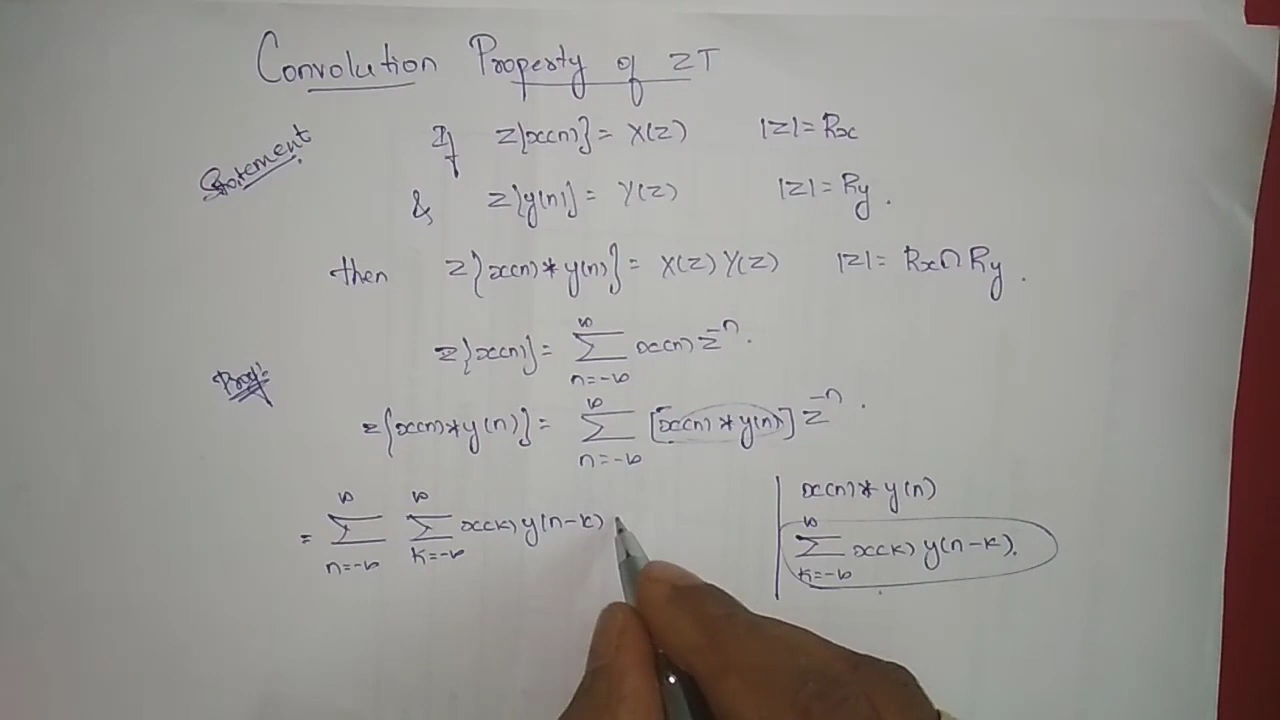 Convolution Property of ZT
Statement If Z{x(n)} = X(Z) |Z| = Rx
& Z{y(n)} = Y(Z) |Z| = Ry.
then Z{x(n) * y(n)} = X(Z) Y(Z) |Z| = Rx ∩ Ry.
Z{x(n)} = ∑_{n=-∞}^{∞} x(n) Z^{-n}.
Proof:
Z{x(n) * y(n)} = ∑_{n=-∞}^{∞} [x(n) * y(n)] Z^{-n}.
= ∑_{n=-∞}^{∞} ∑_{k=-∞}^{∞} x(k) y(n-k)
x(n) * y(n)
∑_{k=-∞}^{∞} x(k) y(n-k).